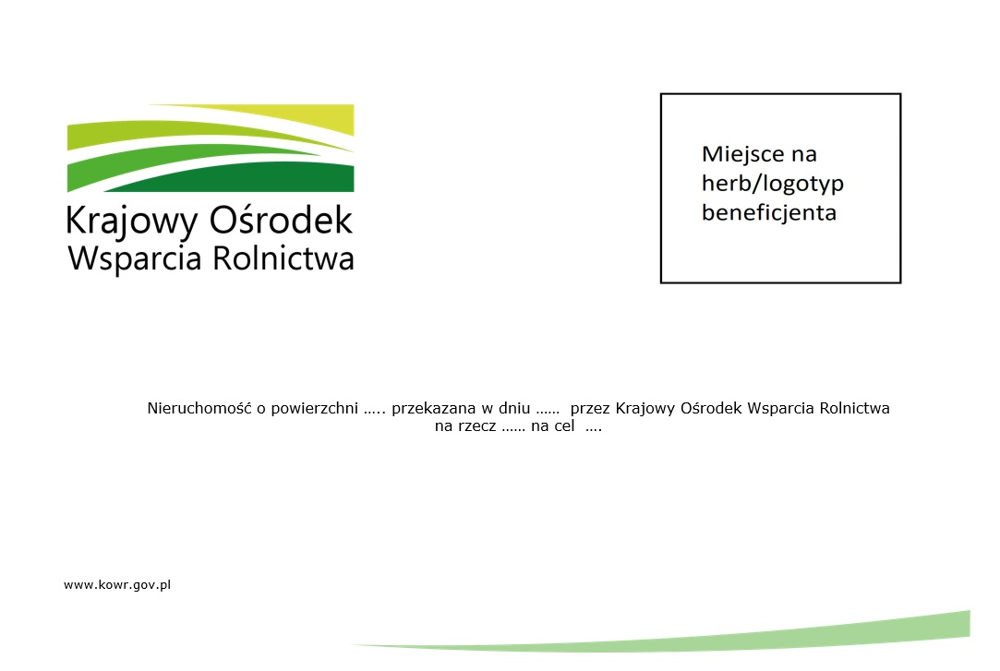 Krajowy Ośrodek
Wsparcia Rolnictwa
Miejsce na
herb/logotyp
beneficjenta
Nieruchomość o powierzchni ….. przekazana w dniu ……  przez Krajowy Ośrodek Wsparcia Rolnictwa
na rzecz …… na cel  ….
www.kowr.gov.pl